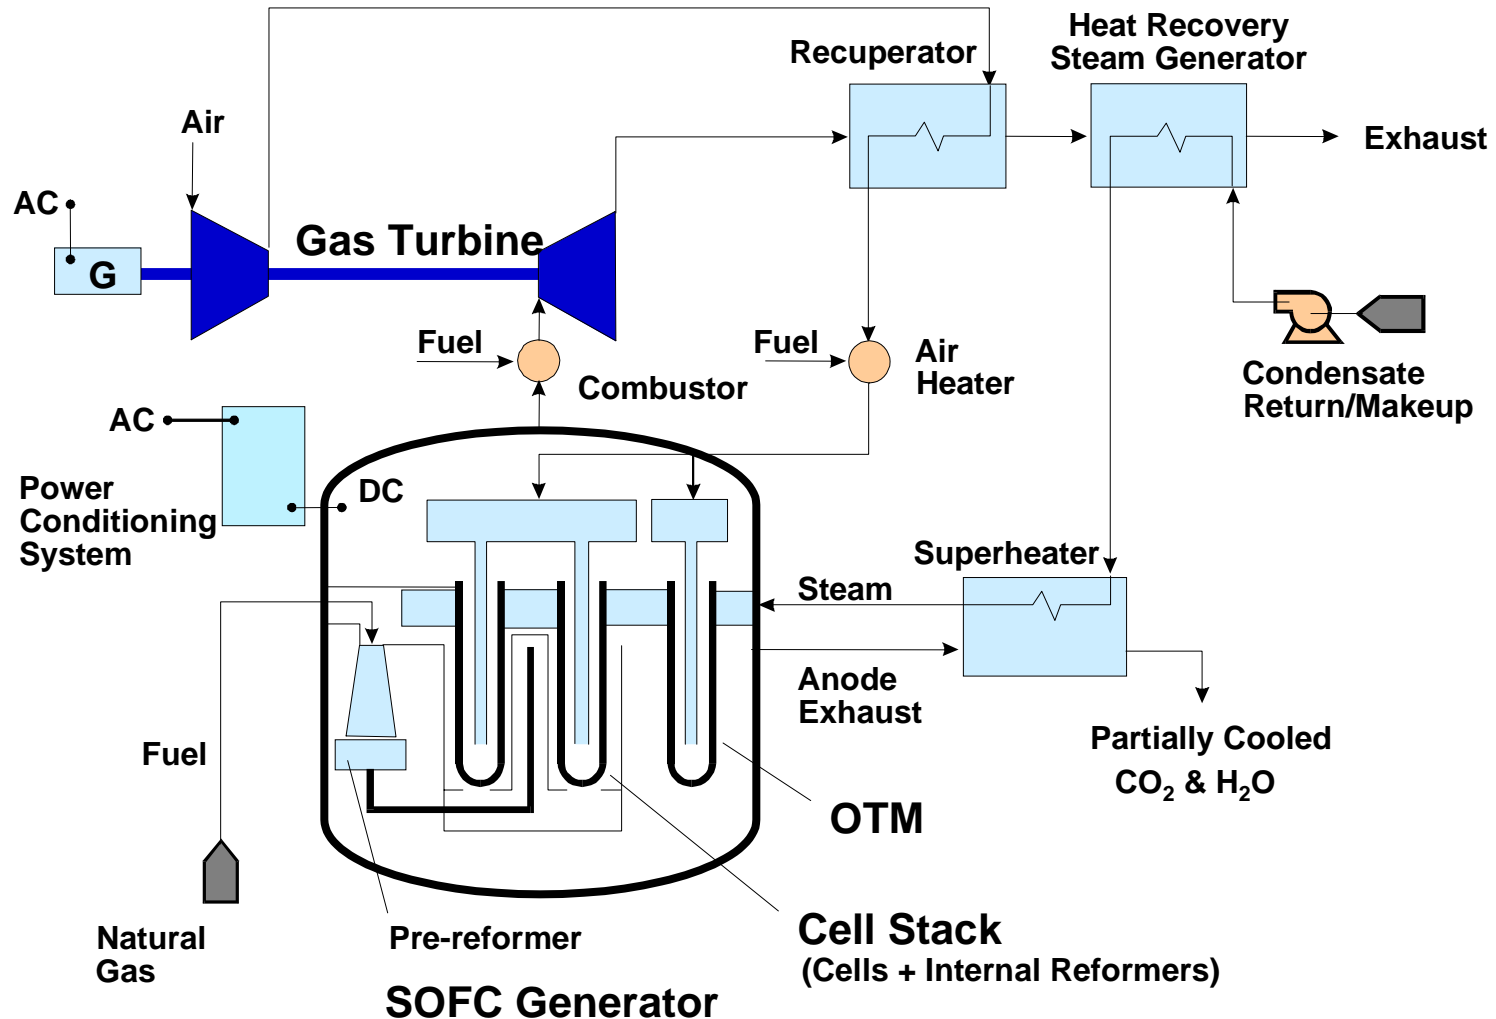 Heat Recovery
Steam Generator
Recuperator
Air
Exhaust
AC
Gas Turbine
G
Fuel
Fuel
Air
Heater
Combustor
Condensate
Return/Makeup
AC
DC
Power
Conditioning
System
Superheater
Steam
Anode
Exhaust
Partially Cooled
CO₂ & H₂O
Fuel
OTM
Natural
Gas
Pre-reformer
Cell Stack
(Cells + Internal Reformers)
SOFC Generator